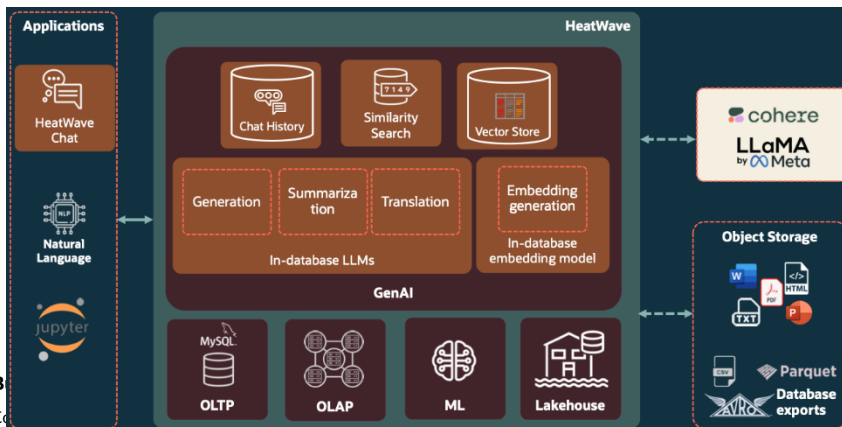 Applications
HeatWave
Chat
NLP
Natural
Language
jupyter
HeatWave
Chat History
7149
Similarity
Search
Vector Store
Generation
Summariza
tion
Translation
In-database LLMs
Embedding
generation
In-database
embedding model
GenAI
MySQL
OLTP
OLAP
ML
Lakehouse
cohere
LLaMA
by Meta
Object Storage
W
</>
HTML
PDF
TXT
P
CSV
Parquet
AVRO
Database
exports